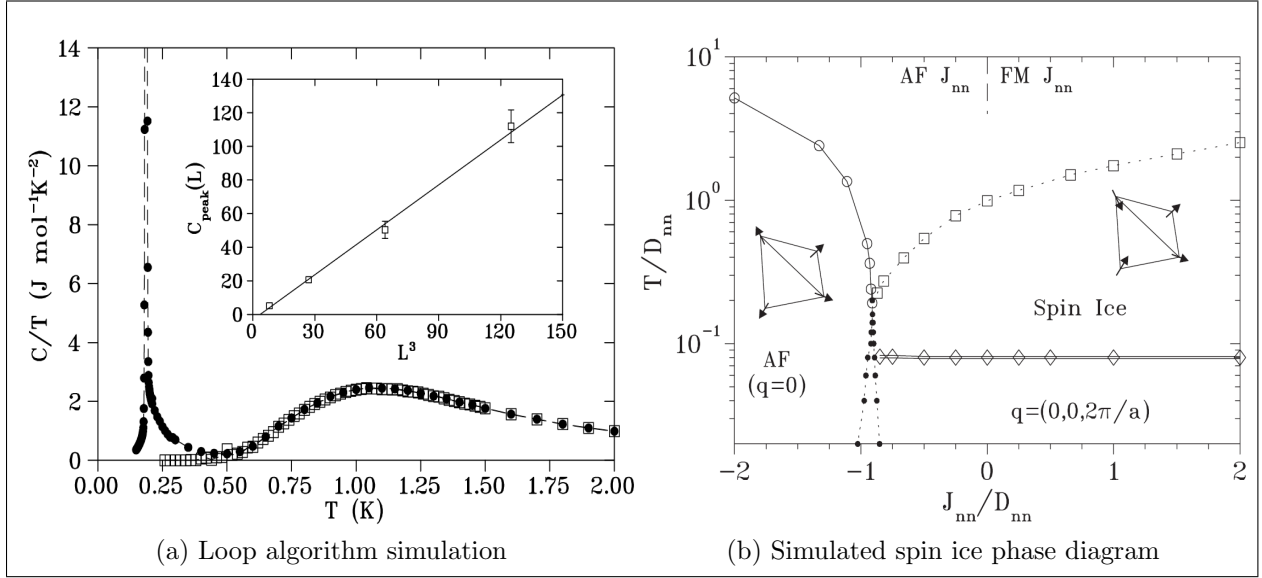 14
12
10
8
6
4
2
0
C/T (J mol⁻¹K⁻²)
0.00 0.25 0.50 0.75 1.00 1.25 1.50 1.75 2.00
T (K)
140
120
100
80
60
40
20
0
C_peak(L)
0 30 60 90 120 150
L³
(a) Loop algorithm simulation
10¹
10⁰
10⁻¹
T/D_nn
AF J_nn FM J_nn
Spin Ice
AF
(q=0)
q=(0,0,2π/a)
−2 −1 0 1 2
J_nn/D_nn
(b) Simulated spin ice phase diagram